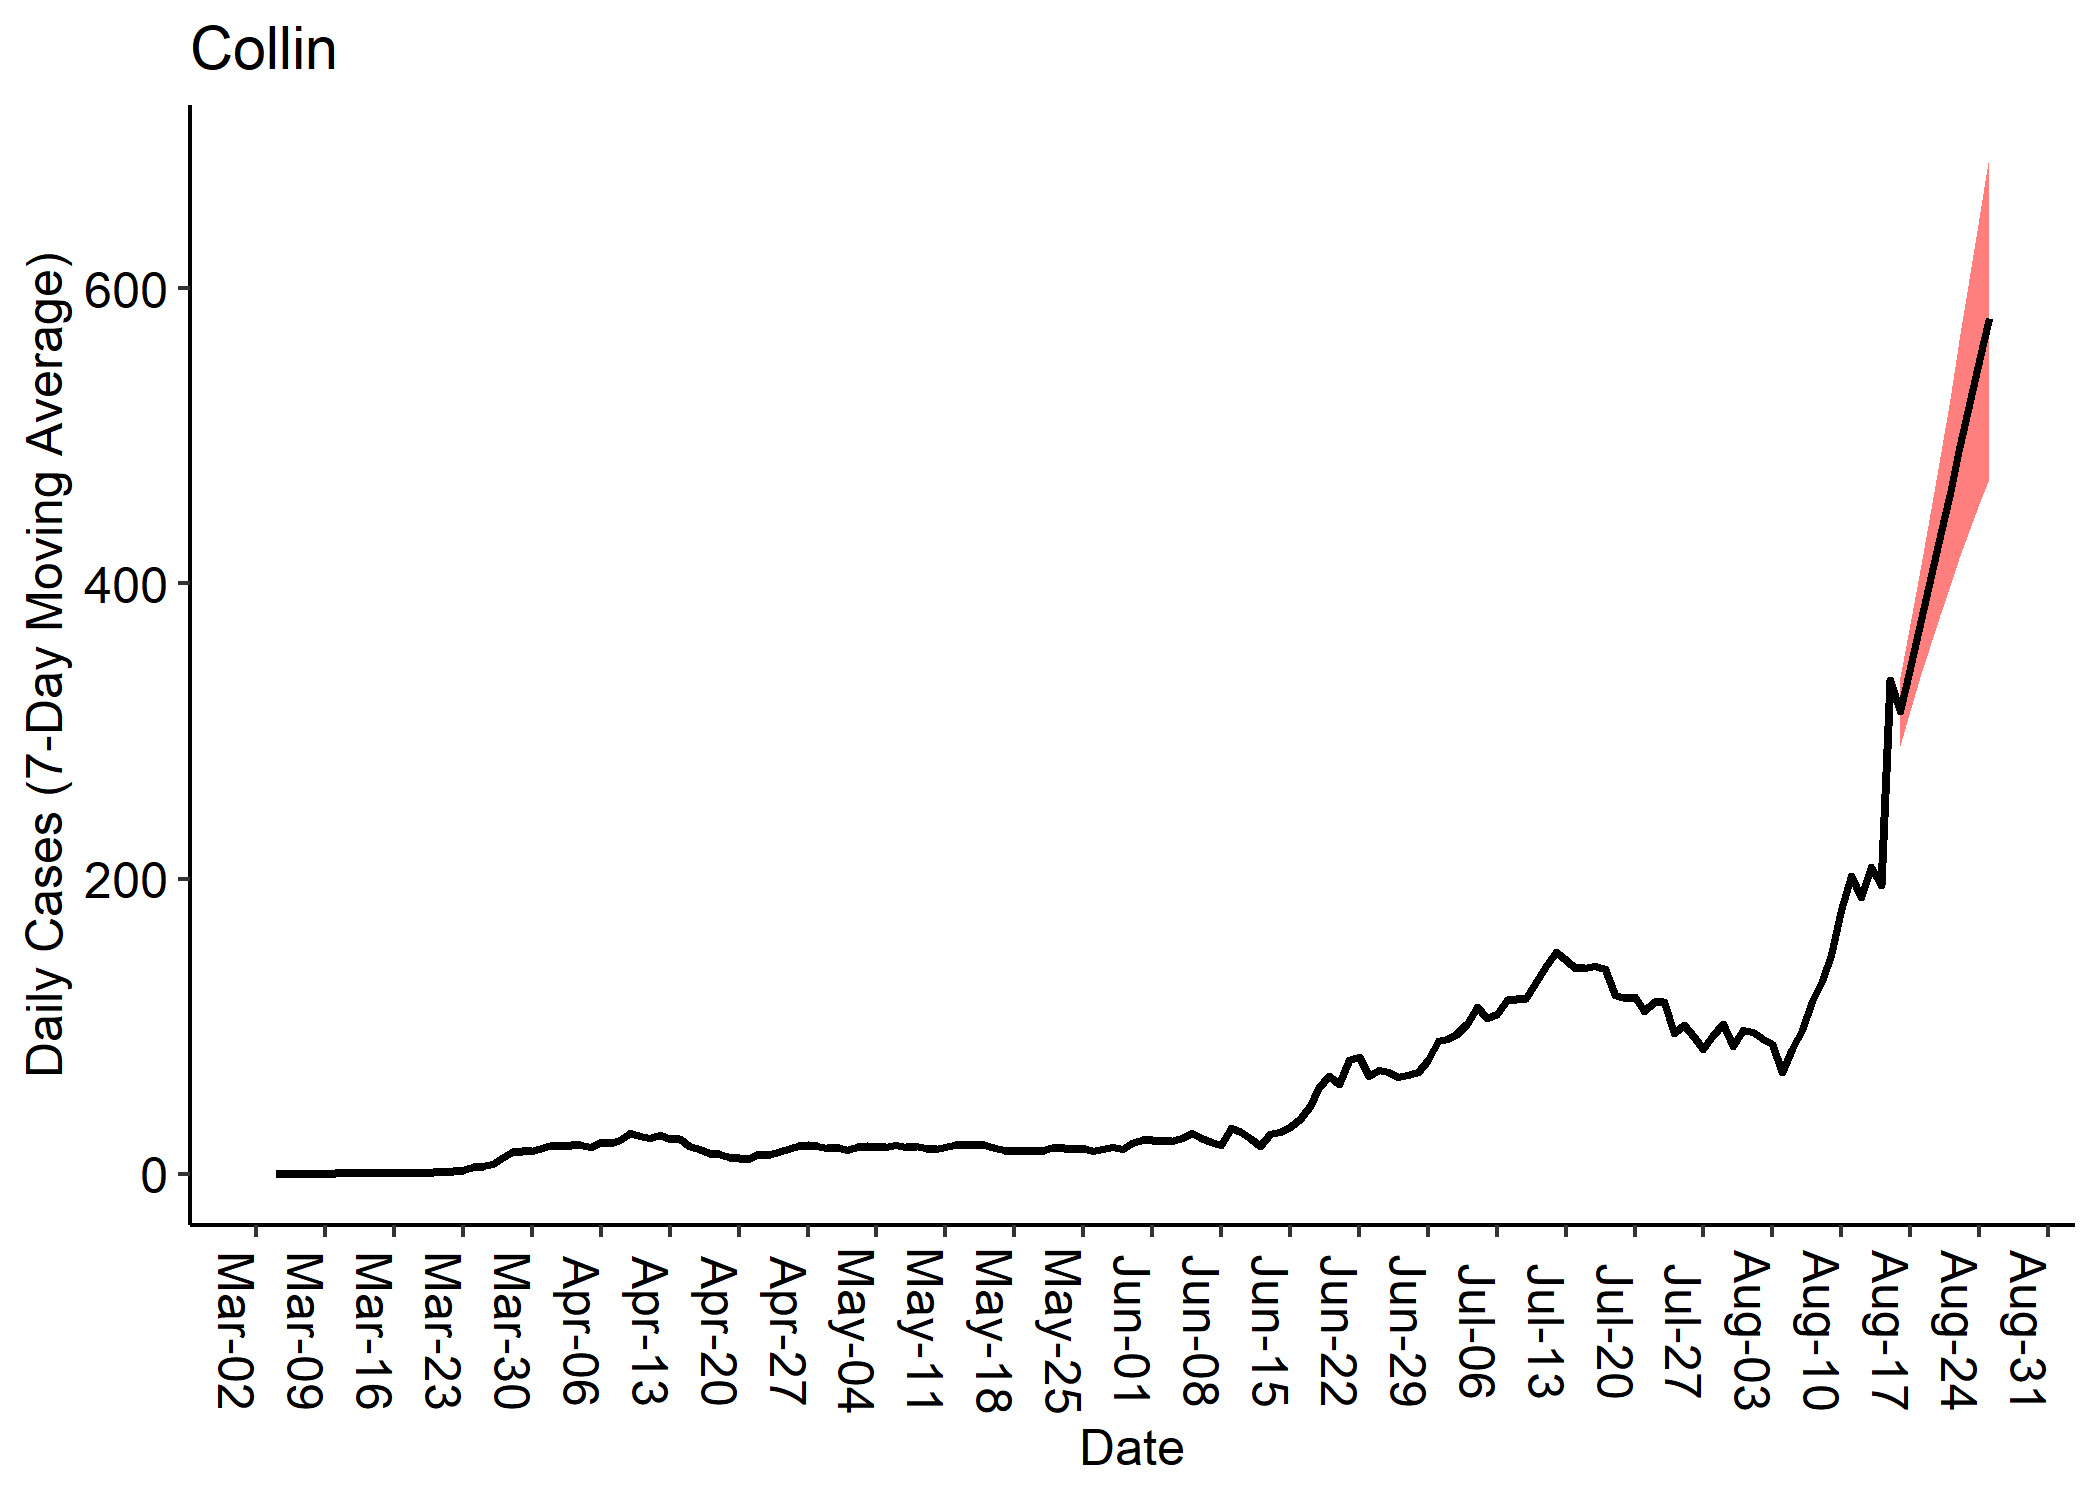 Collin
Daily Cases (7-Day Moving Average)
600
400
200
0
Mar-02
Mar-09
Mar-16
Mar-23
Mar-30
Apr-06
Apr-13
Apr-20
Apr-27
May-04
May-11
May-18
May-25
Jun-01
Jun-08
Jun-15
Jun-22
Jun-29
Jul-06
Jul-13
Jul-20
Jul-27
Aug-03
Aug-10
Aug-17
Aug-24
Aug-31
Date